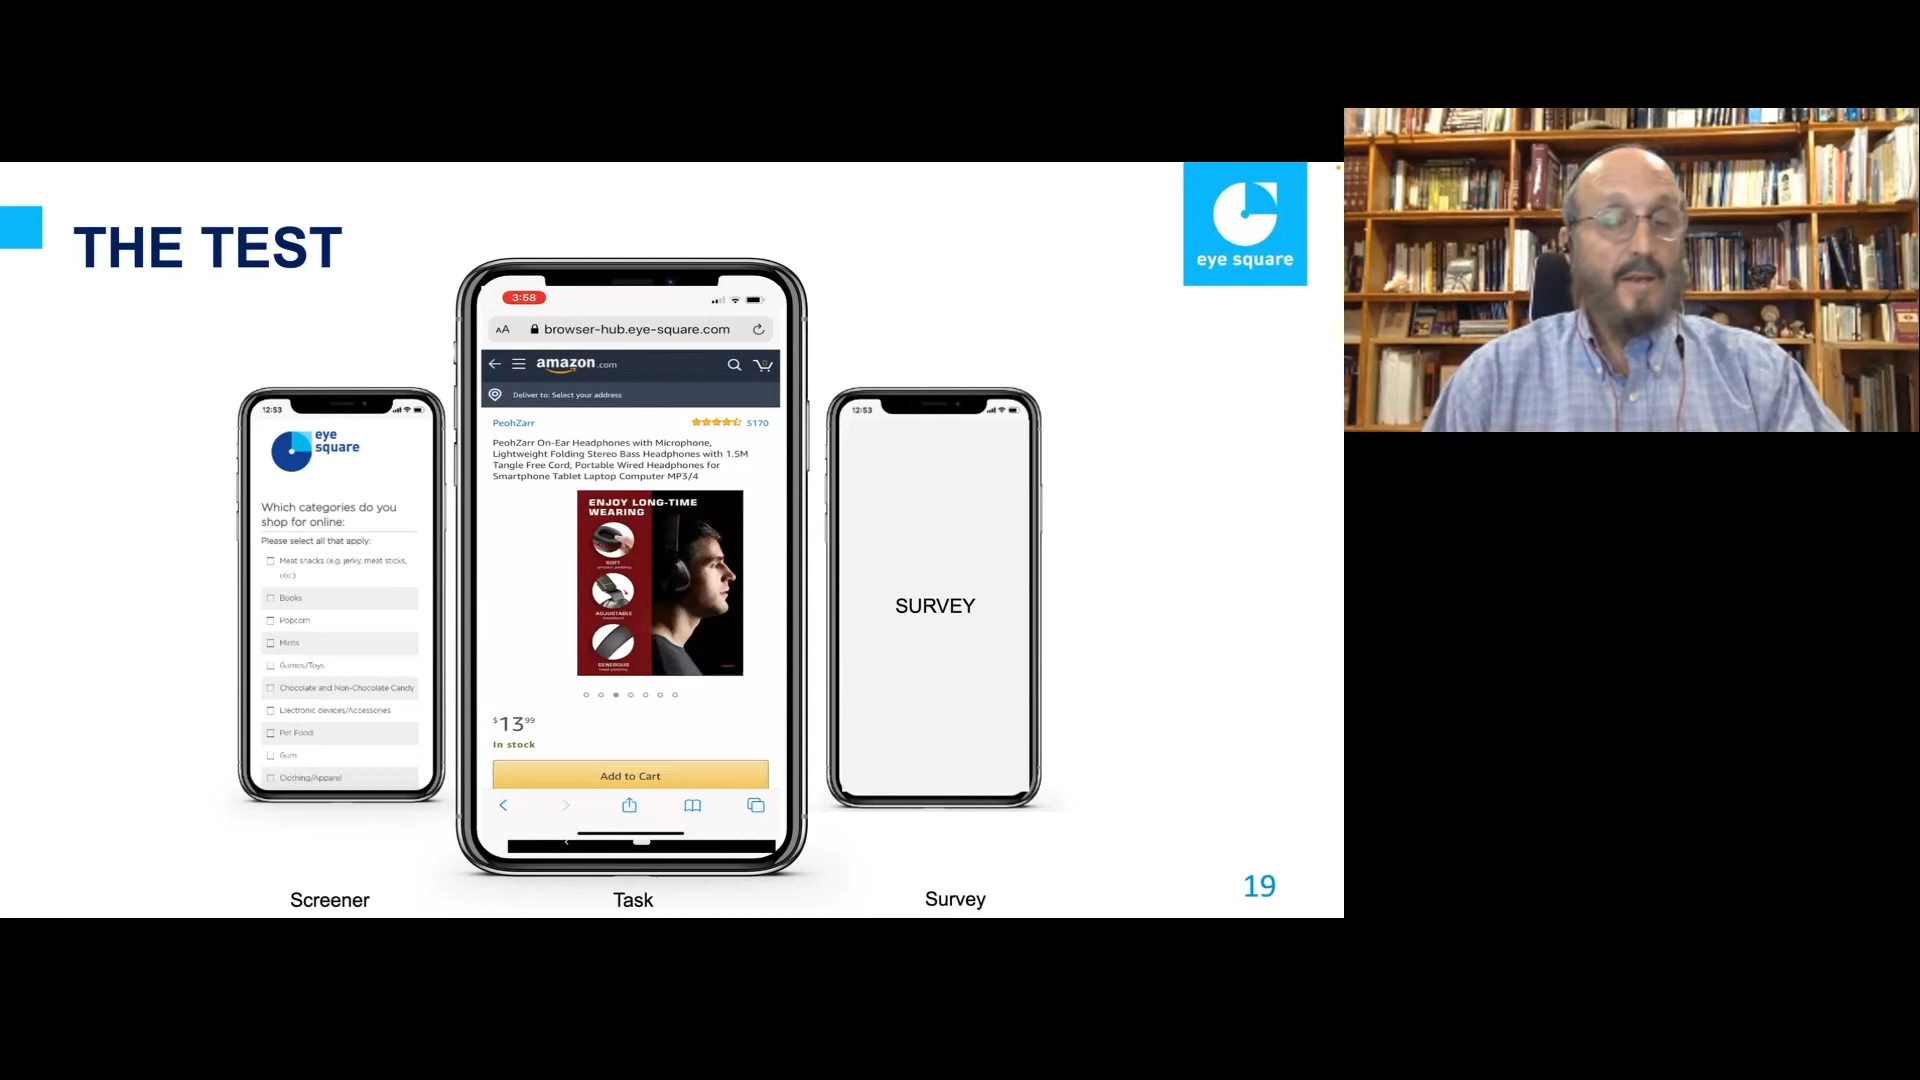 THE TEST
eye square
12:53
eye
square
Which categories do you
shop for online:
Please select all that apply:
Meat snacks (e.g. jerky, meat sticks,
etc.)
Books
Popcorn
Mints
Games/Toys
Chocolate and Non-Chocolate Candy
Electronic devices/Accessories
Pet Food
Gum
Clothing/Apparel
Screener
3:58
AA browser-hub.eye-square.com
amazon.com
0
Deliver to: Select your address
PeohZarr 5170
PeohZarr On-Ear Headphones with Microphone,
Lightweight Folding Stereo Bass Headphones with 1.5M
Tangle Free Cord, Portable Wired Headphones for
Smartphone Tablet Laptop Computer MP3/4
ENJOY LONG-TIME
WEARING
SOFT
ADJUSTABLE
GENEROUS
$13.99
In stock
Add to Cart
Task
12:53
SURVEY
Survey
19